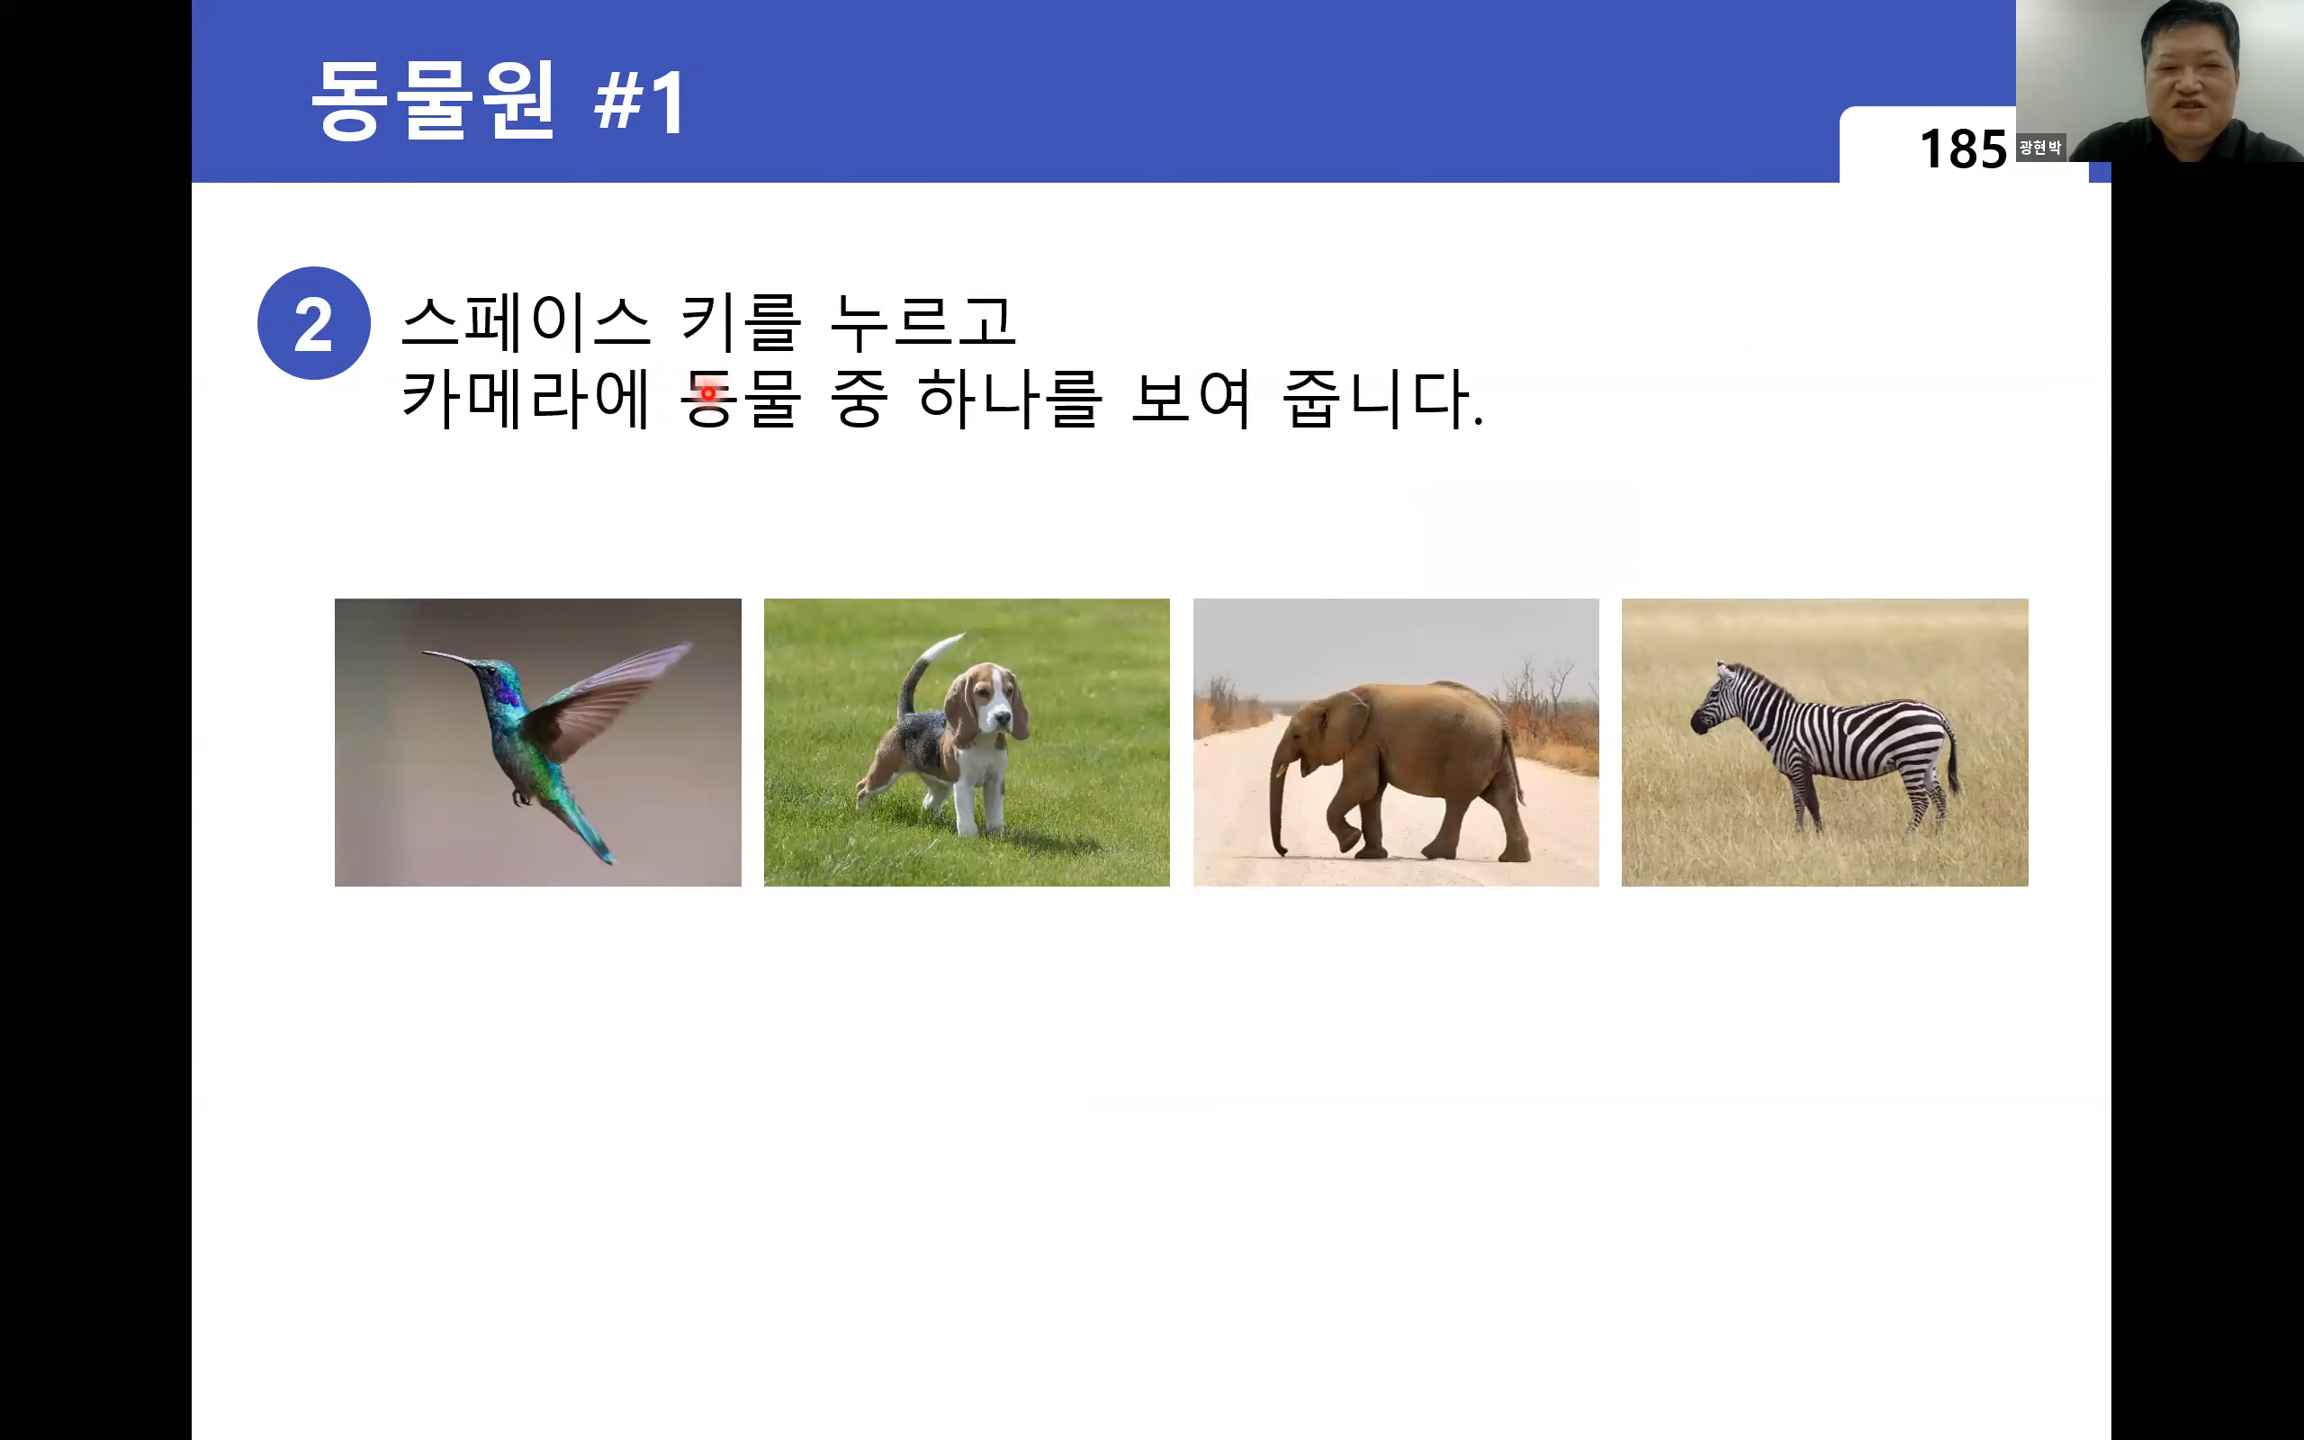 동물원 #1
185
광현박
2
스페이스 키를 누르고
카메라에 동물 중 하나를 보여 줍니다.